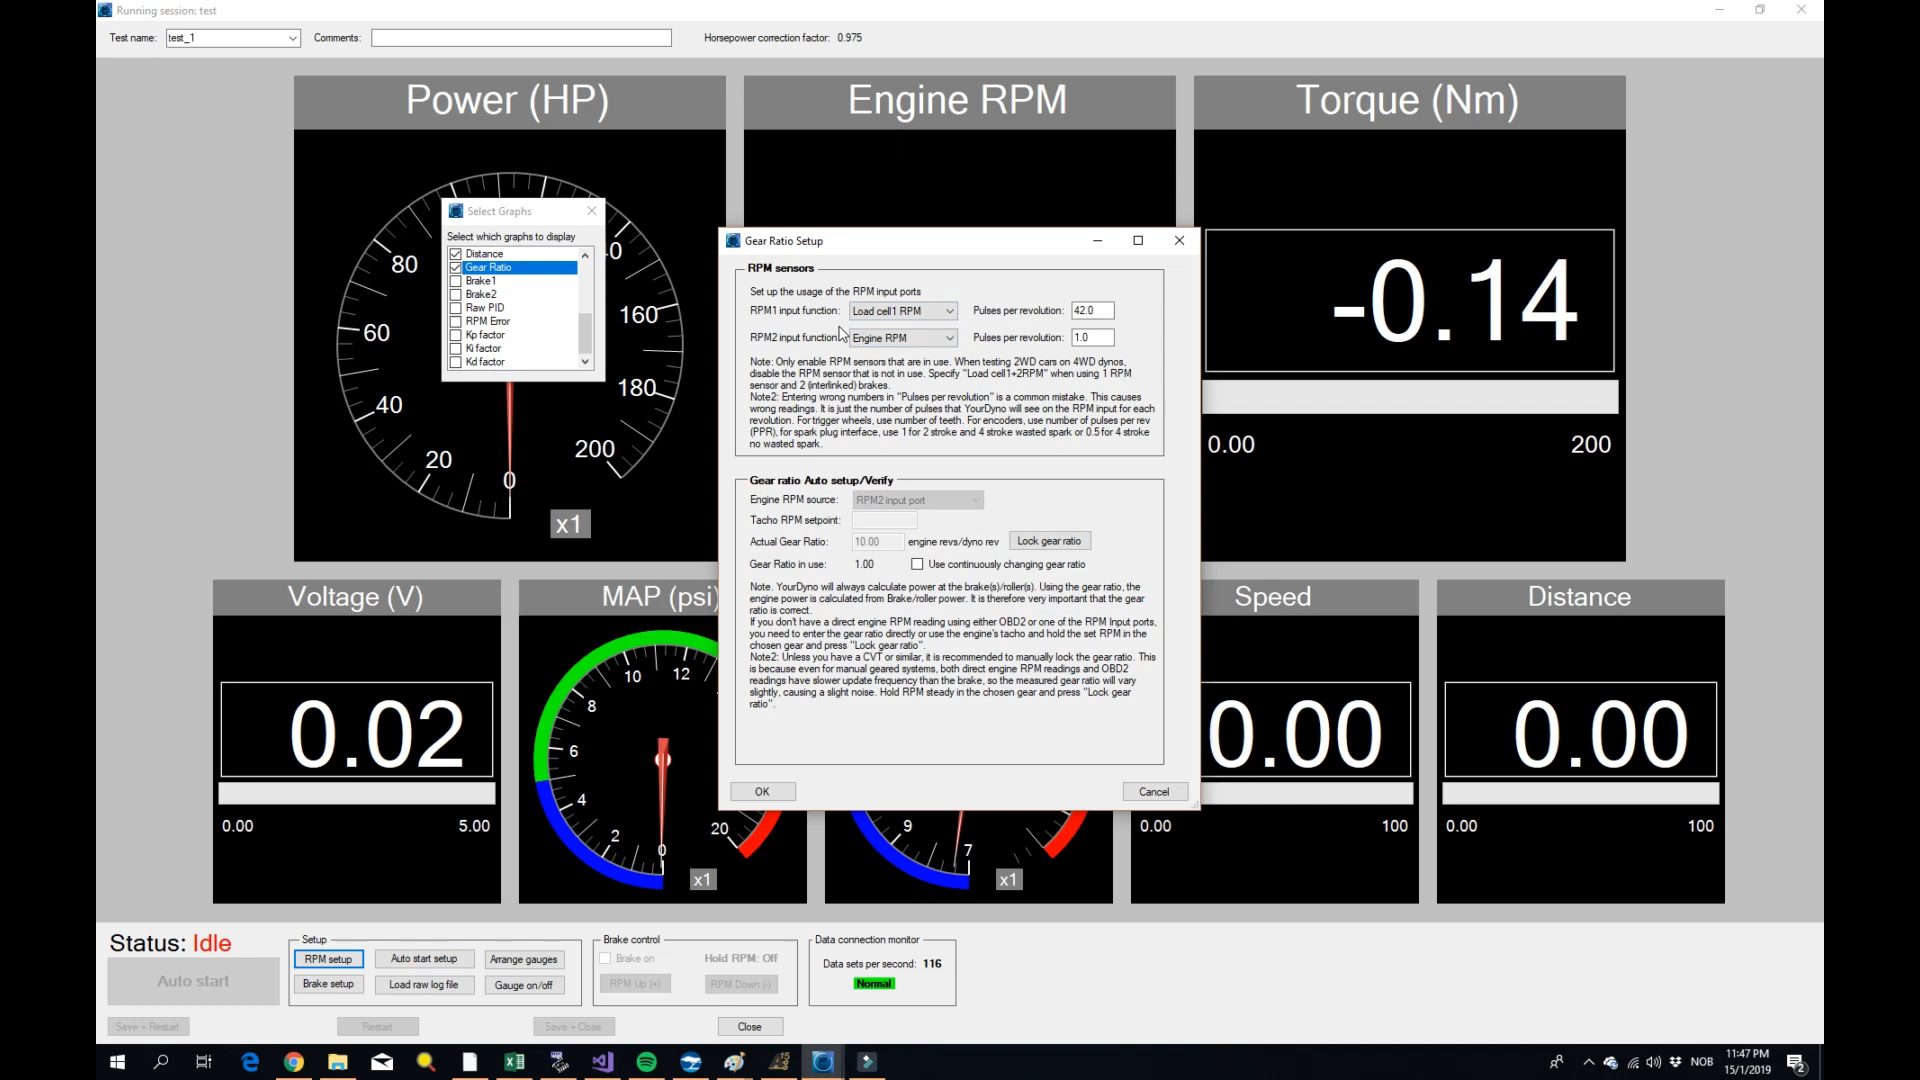 Running session: test
Test name: test_1 Comments: Horsepower correction factor: 0.975
Power (HP)
Engine RPM
Torque (Nm)
Select Graphs
Select which graphs to display
Distance
Gear Ratio
Brake1
Brake2
Raw PID
RPM Error
Kp factor
Ki factor
Kd factor
0
20
40
60
80
160
180
200
x1
Gear Ratio Setup
RPM sensors
Set up the usage of the RPM input ports
RPM1 input function: Load cell1 RPM Pulses per revolution: 42.0
RPM2 input function: Engine RPM Pulses per revolution: 1.0
Note: Only enable RPM sensors that are in use. When testing 2WD cars on 4WD dynos,
disable the RPM sensor that is not in use. Specify "Load cell1+2RPM" when using 1 RPM
sensor and 2 (interlinked) brakes.
Note2: Entering wrong numbers in "Pulses per revolution" is a common mistake. This causes
wrong readings. It is just the number of pulses that YourDyno will see on the RPM input for each
revolution. For trigger wheels, use number of teeth. For encoders, use number of pulses per rev
(PPR), for spark plug interface, use 1 for 2 stroke and 4 stroke wasted spark or 0.5 for 4 stroke
no wasted spark.
Gear ratio Auto setup/Verify
Engine RPM source: RPM2 input port
Tacho RPM setpoint:
Actual Gear Ratio: 10.00 engine revs/dyno rev Lock gear ratio
Gear Ratio in use: 1.00 Use continuously changing gear ratio
Note. YourDyno will always calculate power at the brake(s)/roller(s). Using the gear ratio, the
engine power is calculated from Brake/roller power. It is therefore very important that the gear
ratio is correct.
If you don't have a direct engine RPM reading using either OBD2 or one of the RPM Input ports,
you need to enter the gear ratio directly or use the engine's tacho and hold the set RPM in the
chosen gear and press "Lock gear ratio".
Note2: Unless you have a CVT or similar, it is recommended to manually lock the gear ratio. This
is because even for manual geared systems, both direct engine RPM readings and OBD2
readings have slower update frequency than the brake, so the measured gear ratio will vary
slightly, causing a slight noise. Hold RPM steady in the chosen gear and press "Lock gear
ratio".
OK Cancel
-0.14
0.00 200
Voltage (V)
0.02
0.00 5.00
MAP (psi)
0
2
4
6
8
10
12
20
x1
7
9
x1
Speed
0.00
0.00 100
Distance
0.00
0.00 100
Status: Idle
Auto start
Setup
RPM setup Auto start setup Arrange gauges
Brake setup Load raw log file Gauge on/off
Brake control
Brake on Hold RPM: Off
RPM Up (+) RPM Down (-)
Data connection monitor
Data sets per second: 116
Normal
Save + Restart Restart Save + Close Close
NOB
11:47 PM
15/1/2019
2